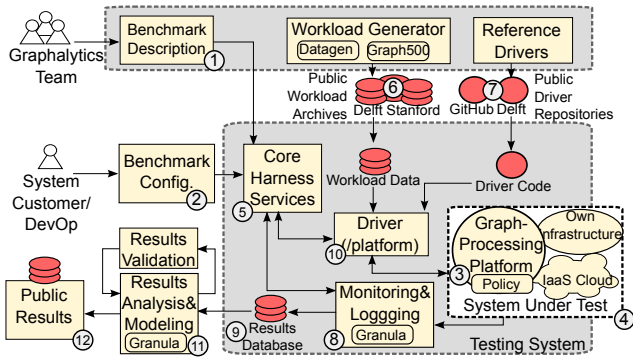 Graphalytics
Team
Benchmark
Description
1
Workload Generator
Datagen
Graph500
Reference
Drivers
Public
Workload
Archives
6
Delft Stanford
7
GitHub Delft
Public
Driver
Repositories
System
Customer/
DevOp
Benchmark
Config.
2
Core
Harness
Services
5
Workload Data
Driver Code
Driver
(/platform)
10
Graph-
Processing
Platform
3
Policy
Own
Infrastructure
IaaS Cloud
System Under Test
4
Results
Validation
Results
Analysis&
Modeling
Granula
11
Public
Results
12
9
Results
Database
Monitoring&
Loggging
8
Granula
Testing System